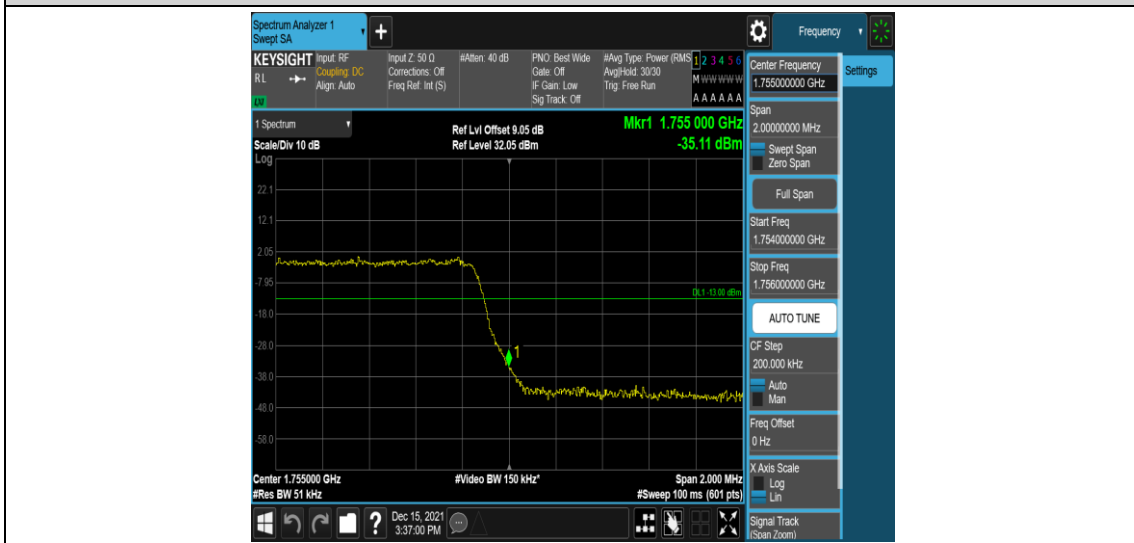 Spectrum Analyzer 1
Swept SA
+
Frequency
KEYSIGHT
RL
LXI
Input: RF
Coupling: DC
Align: Auto
Input Z: 50 Ω
Corrections: Off
Freq Ref: Int (S)
#Atten: 40 dB
PNO: Best Wide
Gate: Off
IF Gain: Low
Sig Track: Off
#Avg Type: Power (RMS
Avg|Hold: 30/30
Trig: Free Run
1 2 3 4 5 6
M W W W W W
A A A A A A
1 Spectrum
Scale/Div 10 dB
Log
Ref Lvl Offset 9.05 dB
Ref Level 32.05 dBm
Mkr1 1.755 000 GHz
-35.11 dBm
22.1
12.1
2.05
-7.95
-18.0
-28.0
-38.0
-48.0
-58.0
DL1 -13.00 dBm
1
Center 1.755000 GHz
#Res BW 51 kHz
#Video BW 150 kHz*
Span 2.000 MHz
#Sweep 100 ms (601 pts)
Center Frequency
1.755000000 GHz
Settings
Span
2.00000000 MHz
Swept Span
Zero Span
Full Span
Start Freq
1.754000000 GHz
Stop Freq
1.756000000 GHz
AUTO TUNE
CF Step
200.000 kHz
Auto
Man
Freq Offset
0 Hz
X Axis Scale
Log
Lin
Signal Track
(Span Zoom)
?
Dec 15, 2021
3:37:00 PM